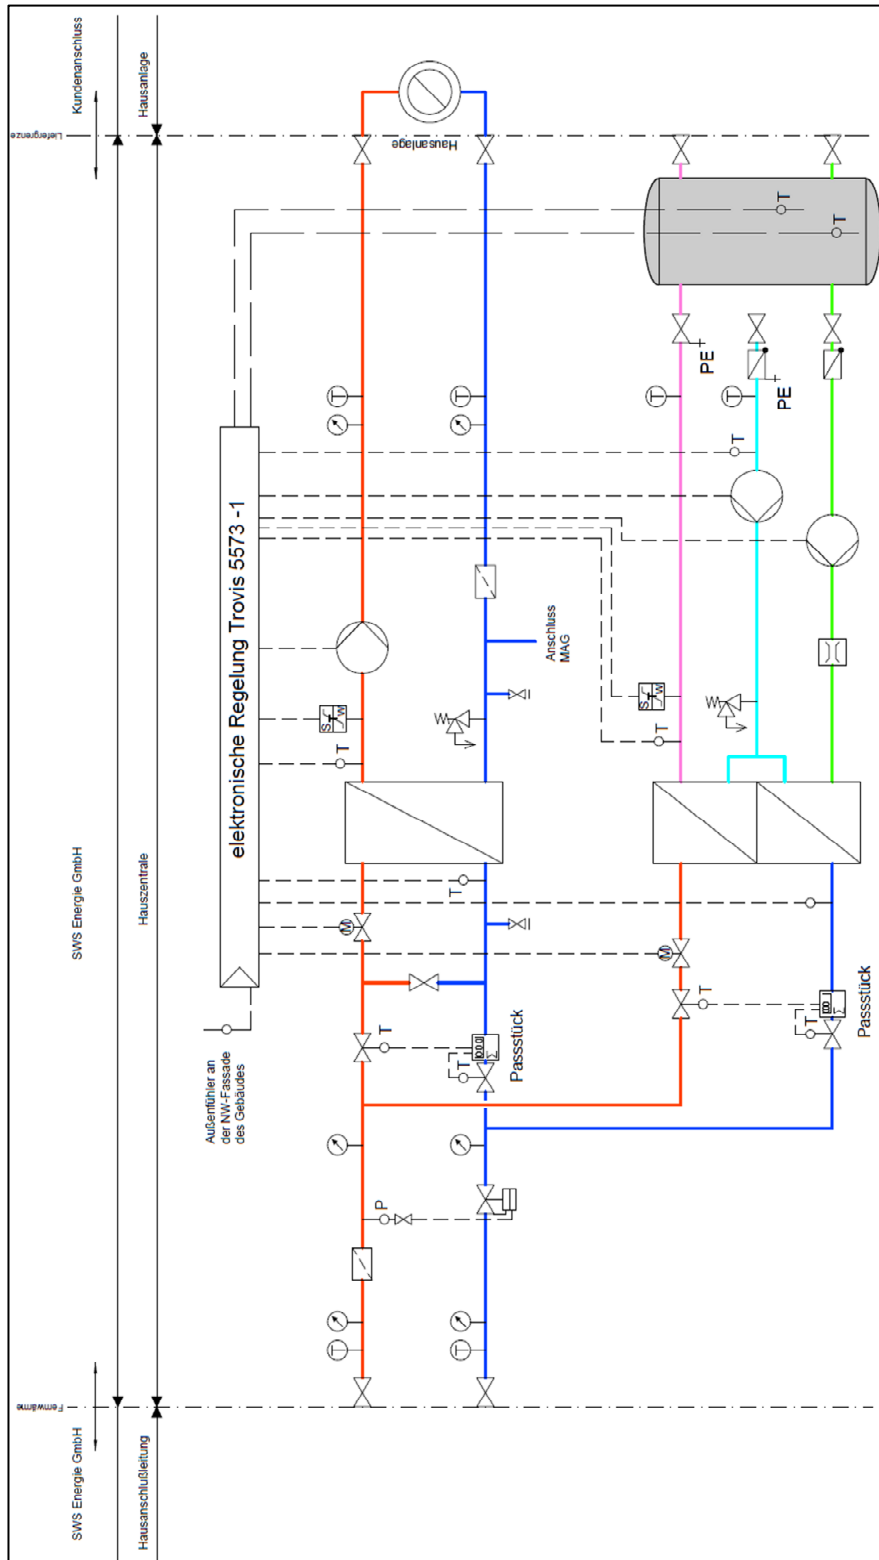 Kundenanschluss
Hausanlage
Liefergrenze
SWS Energie GmbH
Hauszentrale
Fernwärme
SWS Energie GmbH
Hausanschlußleitung
elektronische Regelung Trovis 5573 -1
Außenfühler an
der NW-Fassade
des Gebäudes
Hausanlage
T
T
T
T
PE
PE
T
T
T
T
T
Anschluss
MAG
S
T
W
S
T
W
T
T
T
M
M
T
T
T
T
Passstück
Passstück
P
T
T